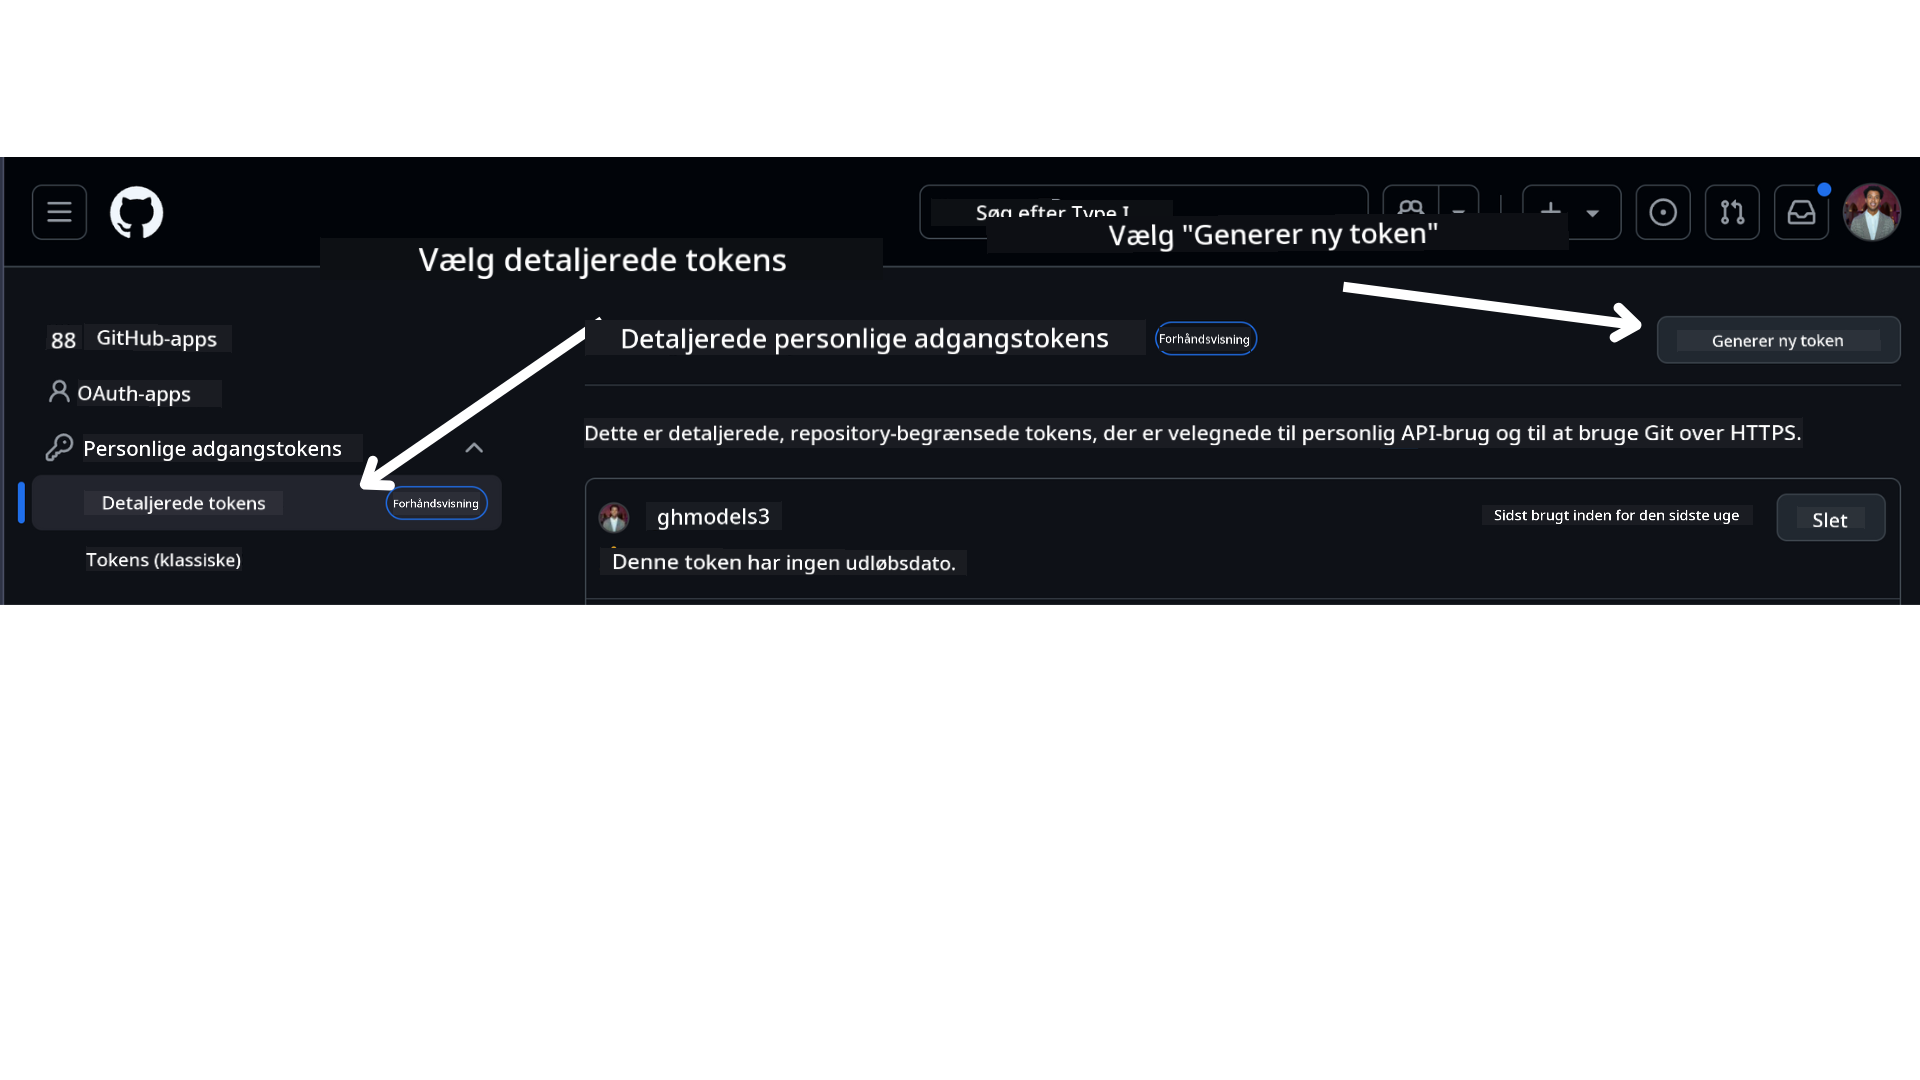 Søg efter Type I
Vælg "Generer ny token"
Vælg detaljerede tokens
88 GitHub-apps
Detaljerede personlige adgangstokens Forhåndsvisning
Generer ny token
OAuth-apps
Personlige adgangstokens
Dette er detaljerede, repository-begrænsede tokens, der er velegnede til personlig API-brug og til at bruge Git over HTTPS.
Detaljerede tokens Forhåndsvisning
ghmodels3
Sidst brugt inden for den sidste uge
Slet
Tokens (klassiske)
Denne token har ingen udløbsdato.